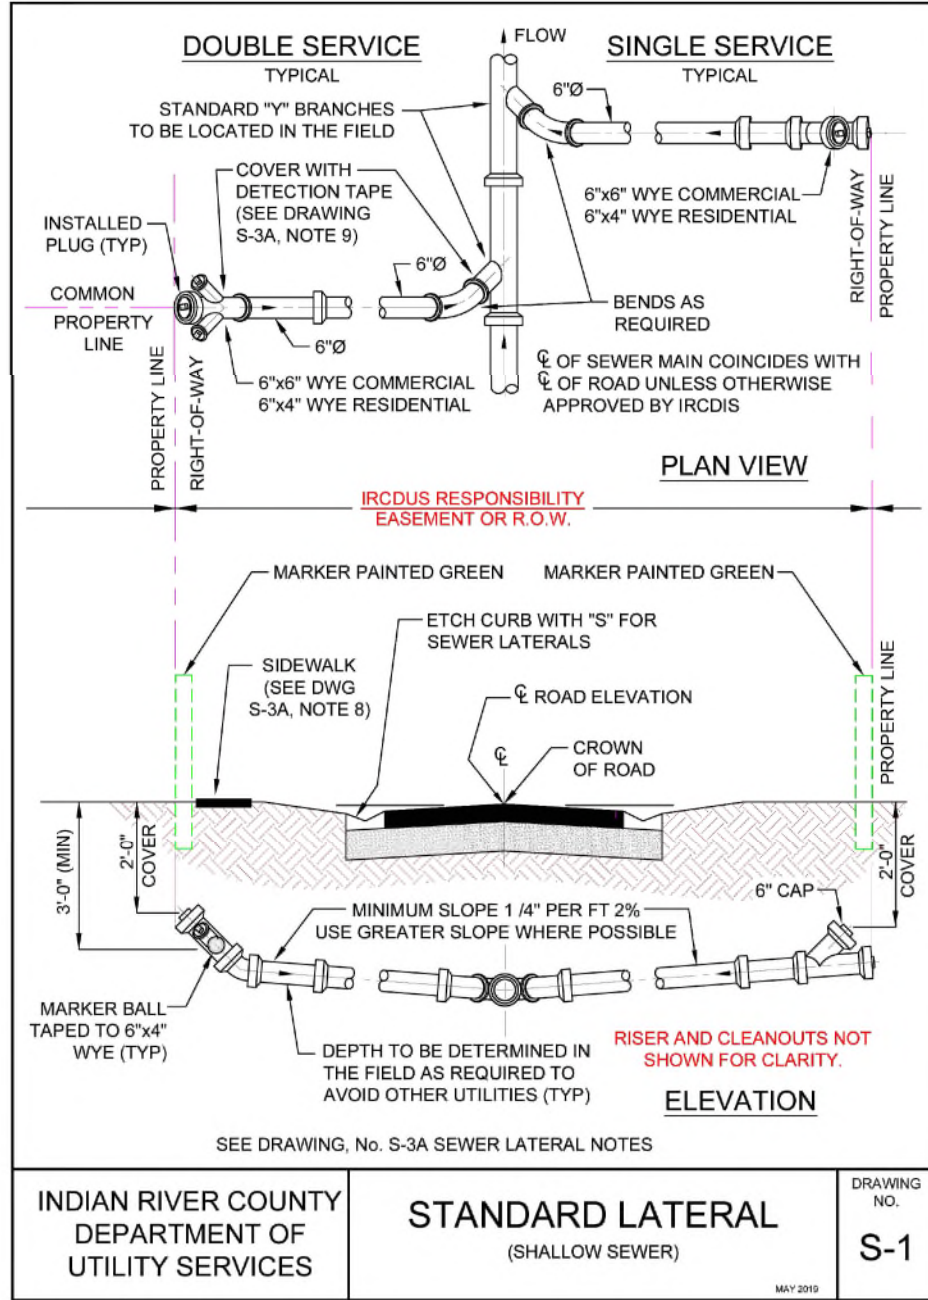 DOUBLE SERVICE
TYPICAL
FLOW
SINGLE SERVICE
TYPICAL
STANDARD "Y" BRANCHES
TO BE LOCATED IN THE FIELD
6"Ø
COVER WITH
DETECTION TAPE
(SEE DRAWING
S-3A, NOTE 9)
6"x6" WYE COMMERCIAL
6"x4" WYE RESIDENTIAL
INSTALLED
PLUG (TYP)
6"Ø
RIGHT-OF-WAY
PROPERTY LINE
COMMON
PROPERTY
LINE
6"Ø
BENDS AS
REQUIRED
PROPERTY LINE
RIGHT-OF-WAY
6"x6" WYE COMMERCIAL
6"x4" WYE RESIDENTIAL
℄ OF SEWER MAIN COINCIDES WITH
℄ OF ROAD UNLESS OTHERWISE
APPROVED BY IRCDIS
PLAN VIEW
IRCDUS RESPONSIBILITY
EASEMENT OR R.O.W.
MARKER PAINTED GREEN
MARKER PAINTED GREEN
ETCH CURB WITH "S" FOR
SEWER LATERALS
SIDEWALK
(SEE DWG
S-3A, NOTE 8)
℄ ROAD ELEVATION
PROPERTY LINE
℄
CROWN
OF ROAD
3'-0" (MIN)
2'-0"
COVER
2'-0"
COVER
6" CAP
MINIMUM SLOPE 1 /4" PER FT 2%
USE GREATER SLOPE WHERE POSSIBLE
MARKER BALL
TAPED TO 6"x4"
WYE (TYP)
DEPTH TO BE DETERMINED IN
THE FIELD AS REQUIRED TO
AVOID OTHER UTILITIES (TYP)
RISER AND CLEANOUTS NOT
SHOWN FOR CLARITY.
ELEVATION
SEE DRAWING, No. S-3A SEWER LATERAL NOTES
INDIAN RIVER COUNTY
DEPARTMENT OF
UTILITY SERVICES
STANDARD LATERAL
(SHALLOW SEWER)
MAY 2019
DRAWING
NO.
S-1